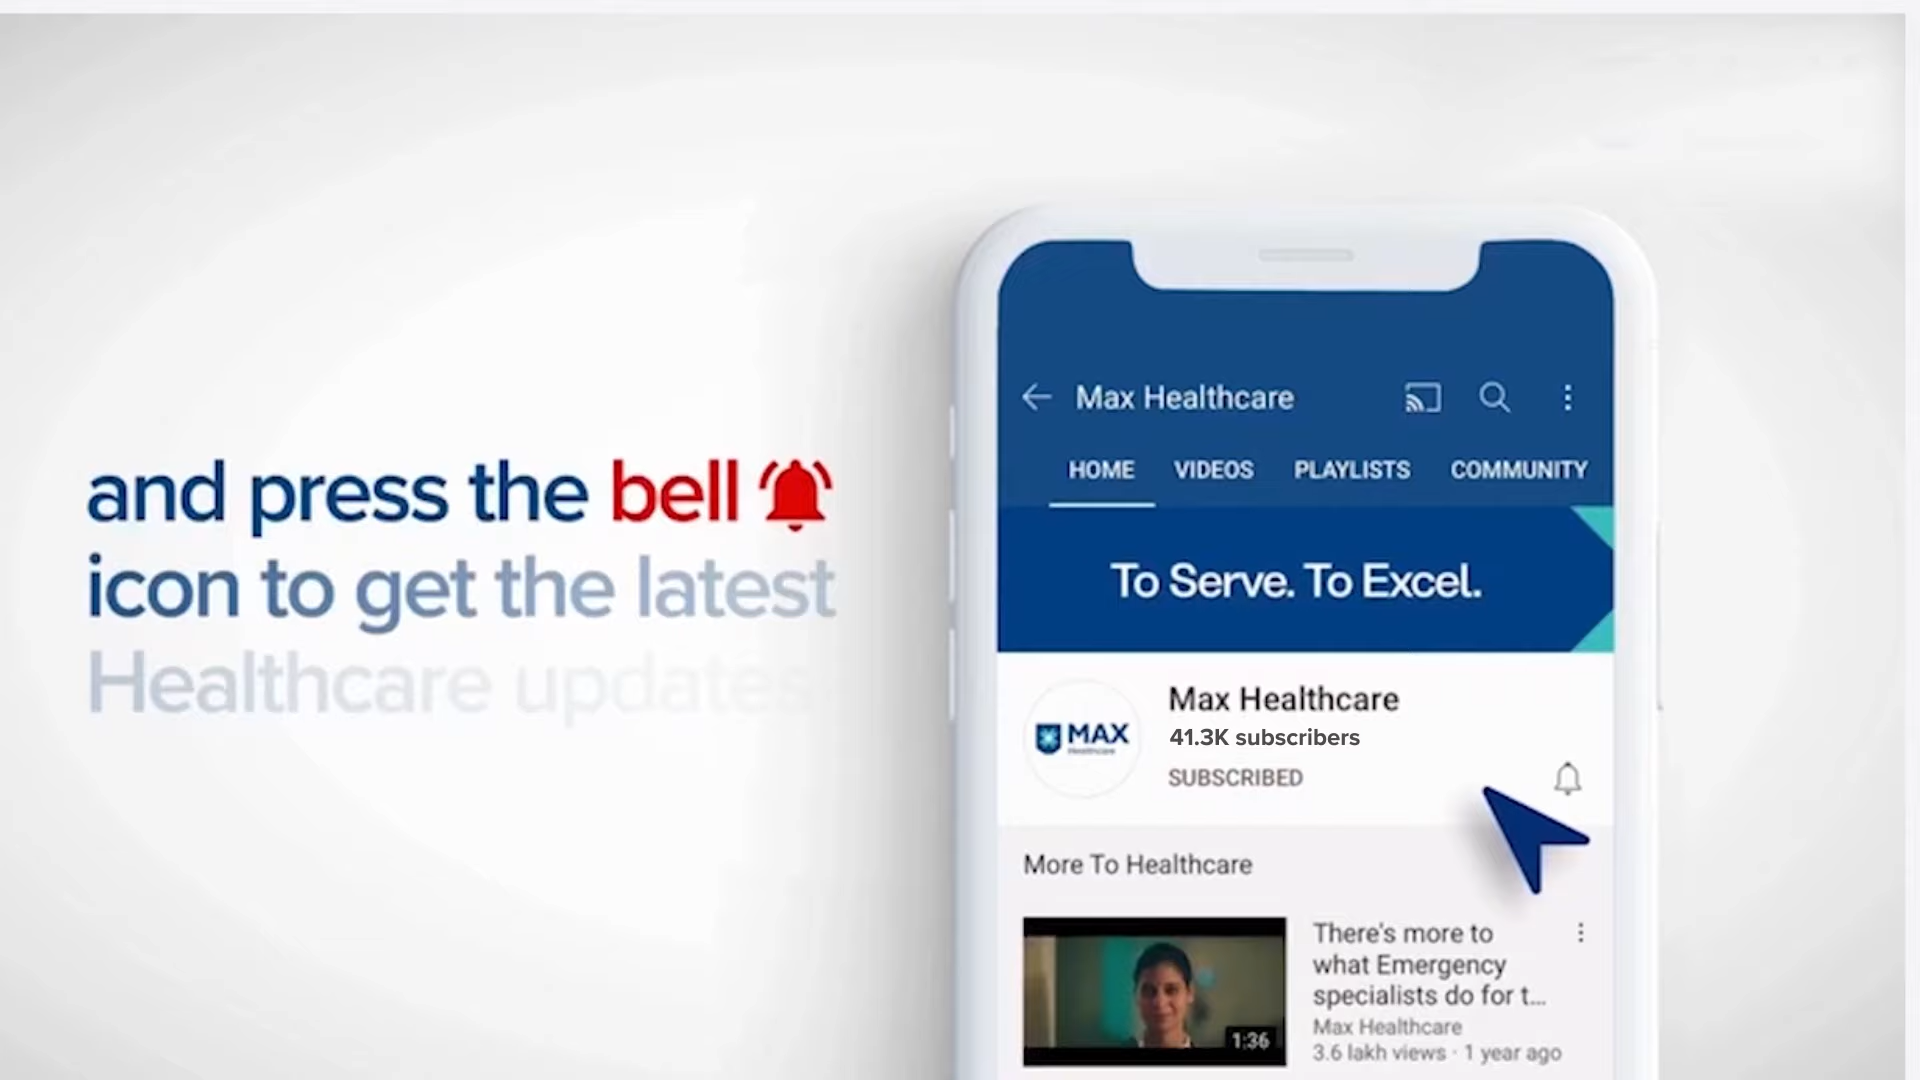 and press the bell
icon to get the latest
Healthcare updates
Max Healthcare
HOME VIDEOS PLAYLISTS COMMUNITY
To Serve. To Excel.
MAX
Healthcare
Max Healthcare
41.3K subscribers
SUBSCRIBED
More To Healthcare
1:36
There's more to
what Emergency
specialists do for t...
Max Healthcare
3.6 lakh views · 1 year ago